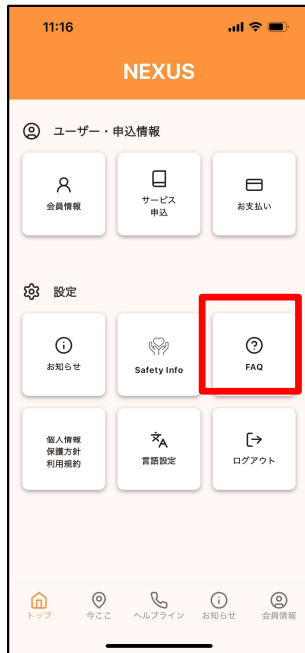 11:16
NEXUS
ユーザー・申込情報
会員情報
サービス
申込
お支払い
設定
お知らせ
Safety Info
FAQ
個人情報
保護方針
利用規約
言語設定
ログアウト
トップ
今ここ
ヘルプライン
お知らせ
会員情報